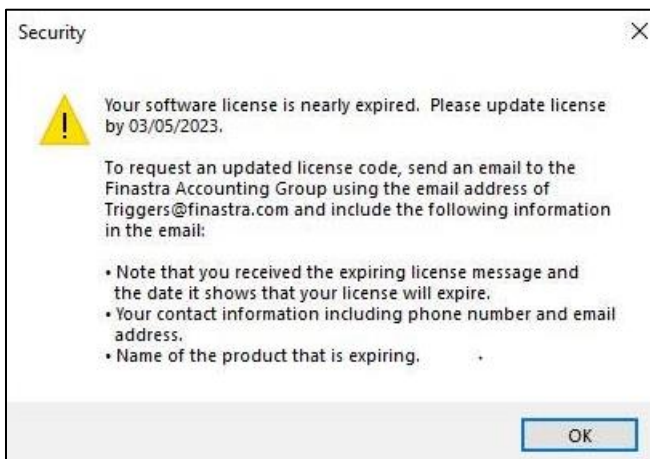 Security
Your software license is nearly expired.  Please update license
by 03/05/2023.
To request an updated license code, send an email to the
Finastra Accounting Group using the email address of
Triggers@finastra.com and include the following information
in the email:
• Note that you received the expiring license message and
the date it shows that your license will expire.
• Your contact information including phone number and email
address.
• Name of the product that is expiring.
OK